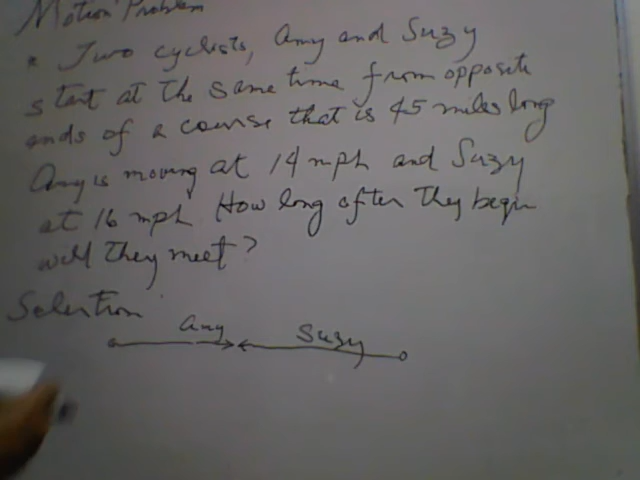 Motion Problem
* Two cyclists, Amy and Suzy
start at the same time from opposite
ends of a course that is 45 miles long
Amy is moving at 14 mph and Suzy
at 16 mph. How long after they begin
will they meet?
Solution:
Amy Suzy